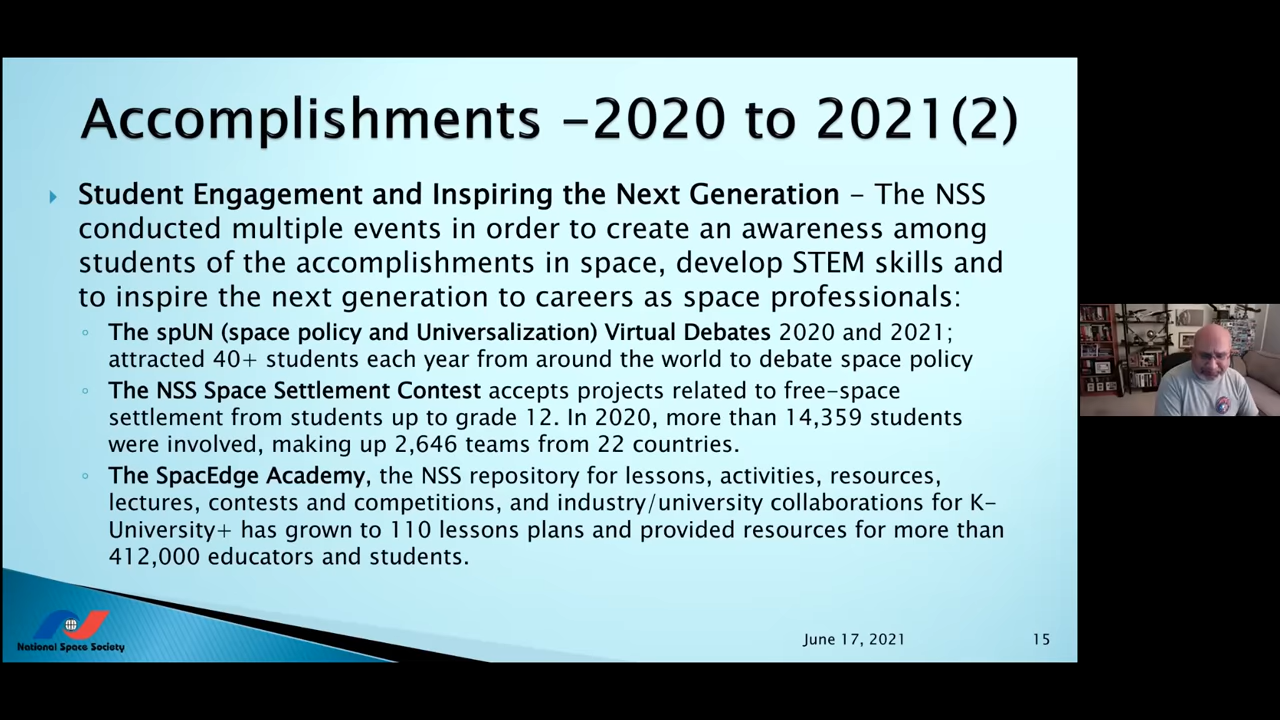 Accomplishments -2020 to 2021(2)
Student Engagement and Inspiring the Next Generation – The NSS
conducted multiple events in order to create an awareness among
students of the accomplishments in space, develop STEM skills and
to inspire the next generation to careers as space professionals:
The spUN (space policy and Universalization) Virtual Debates 2020 and 2021;
attracted 40+ students each year from around the world to debate space policy
The NSS Space Settlement Contest accepts projects related to free-space
settlement from students up to grade 12. In 2020, more than 14,359 students
were involved, making up 2,646 teams from 22 countries.
The SpacEdge Academy, the NSS repository for lessons, activities, resources,
lectures, contests and competitions, and industry/university collaborations for K-
University+ has grown to 110 lessons plans and provided resources for more than
412,000 educators and students.
National Space Society
June 17, 2021
15